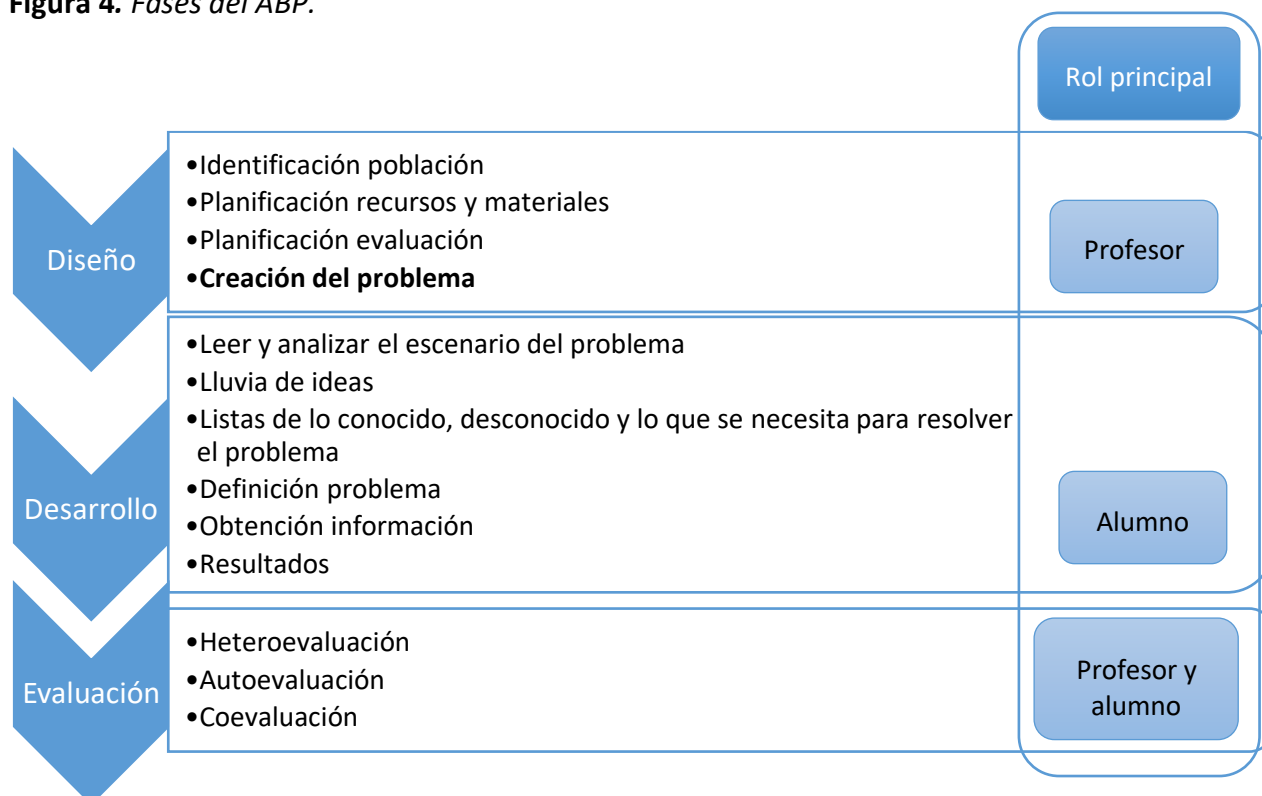 Figura 4. Fases del ABP.
Rol principal
Diseño
•Identificación población
•Planificación recursos y materiales
•Planificación evaluación
•Creación del problema
Profesor
Desarrollo
•Leer y analizar el escenario del problema
•Lluvia de ideas
•Listas de lo conocido, desconocido y lo que se necesita para resolver
el problema
•Definición problema
•Obtención información
•Resultados
Alumno
Evaluación
•Heteroevaluación
•Autoevaluación
•Coevaluación
Profesor y
alumno